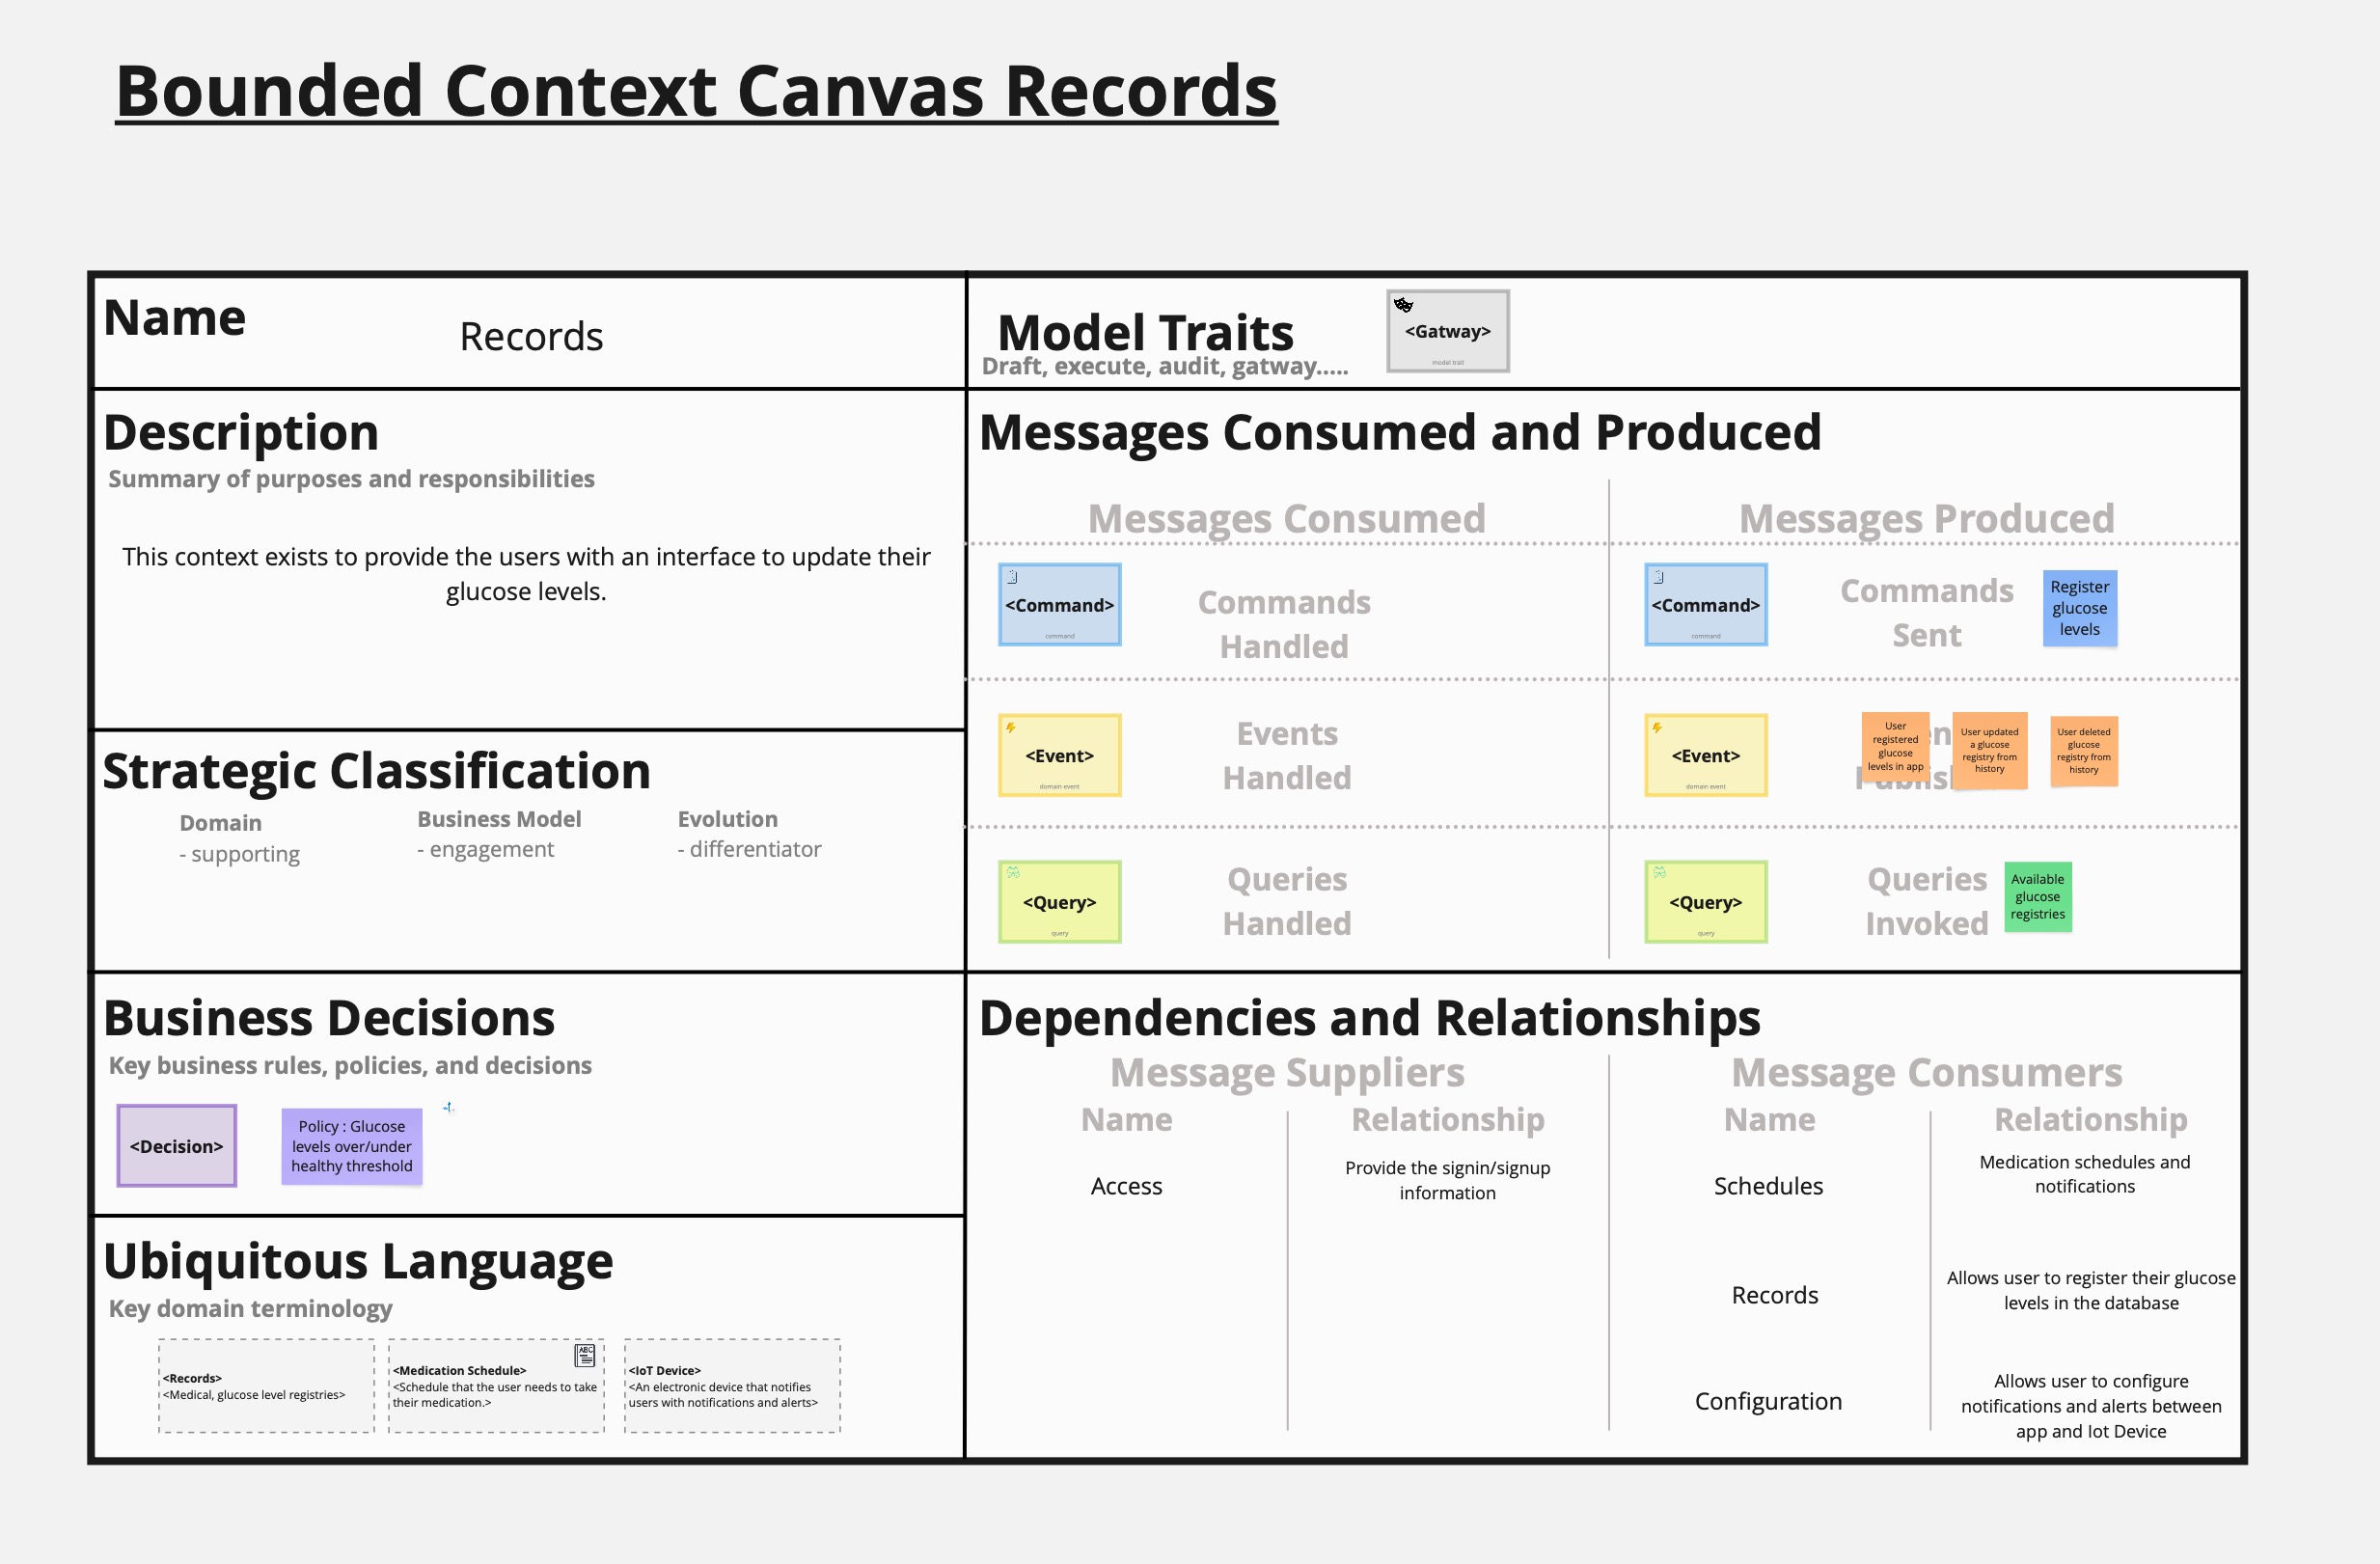 Bounded Context Canvas Records
Name
Records
Model Traits
Draft, execute, audit, gatway.....
<Gatway>
model trait
Description
Summary of purposes and responsibilities
This context exists to provide the users with an interface to update their
glucose levels.
Strategic Classification
Domain
- supporting
Business Model
- engagement
Evolution
- differentiator
Business Decisions
Key business rules, policies, and decisions
<Decision>
Policy : Glucose
levels over/under
healthy threshold
Ubiquitous Language
Key domain terminology
<Records>
<Medical, glucose level registries>
ABC
<Medication Schedule>
<Schedule that the user needs to take
their medication.>
<IoT Device>
<An electronic device that notifies
users with notifications and alerts>
Messages Consumed and Produced
Messages Consumed
<Command>
command
Commands
Handled
<Event>
domain event
Events
Handled
<Query>
query
Queries
Handled
Messages Produced
<Command>
command
Commands
Sent
Register
glucose
levels
<Event>
domain event
User
registered
glucose
levels in app
User updated
a glucose
registry from
history
User deleted
glucose
registry from
history
<Query>
query
Queries
Invoked
Available
glucose
registries
Dependencies and Relationships
Message Suppliers
Name
Relationship
Access
Provide the signin/signup
information
Message Consumers
Name
Relationship
Schedules
Medication schedules and
notifications
Records
Allows user to register their glucose
levels in the database
Configuration
Allows user to configure
notifications and alerts between
app and Iot Device